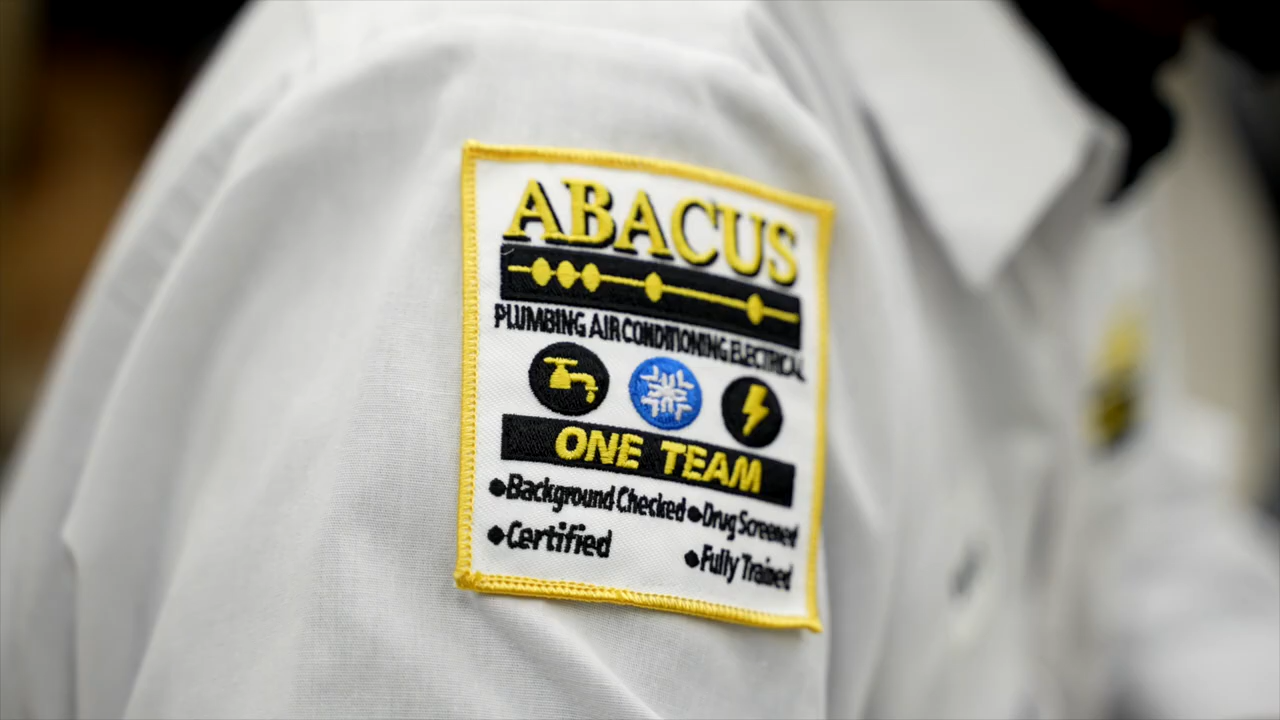 ABACUS
PLUMBING AIR CONDITIONING ELECTRICAL
ONE TEAM
●Background Checked ●Drug Screened
●Certified ●Fully Trained